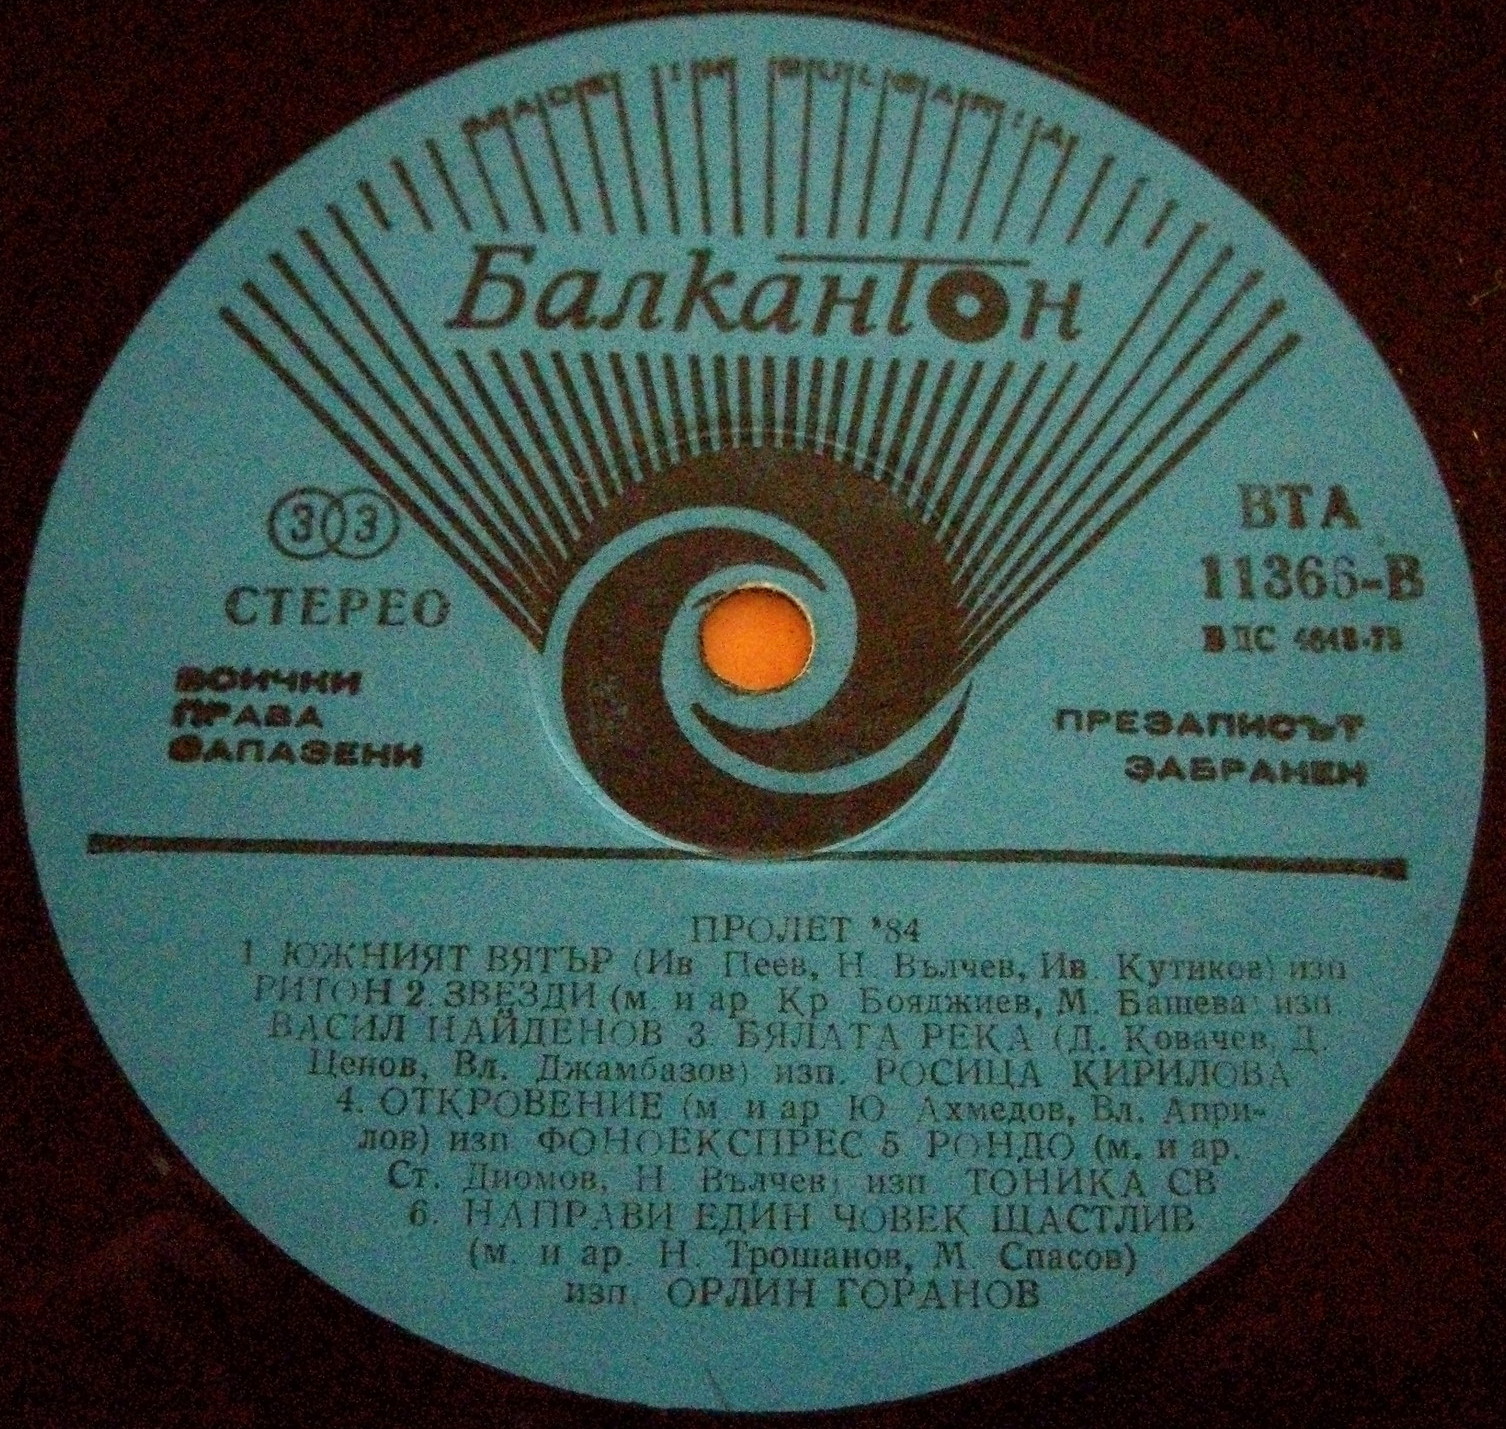 MADE IN BULGARIA
Балкантон
33
СТЕРЕО
ВСИЧКИ
ПРАВА
ЗАПАЗЕНИ
ВТА
11366-В
ПРЕЗАПИСЪТ
ЗАБРАНЕН
ПРОЛЕТ '84
1 ЮЖНИЯТ ВЯТЪР (Ив Пеев, Н. Вълчев, Ив. Кутиков) изп
РИТОН 2. ЗВЕЗДИ (м. и ар. Кр Бояджиев, М. Башева) изп.
ВАСИЛ НАЙДЕНОВ 3. БЯЛАТА РЕКА (Д. Ковачев, Д.
Ценов, Вл. Джамбазов) изп. РОСИЦА КИРИЛОВА
4. ОТКРОВЕНИЕ (м и ар Ю Ахмедов, Вл. Апри-
лов) изп ФОНОЕКСПРЕС 5 РОНДО (м. и ар.
Ст. Диомов, Н. Вълчев) изп ТОНИКА СВ
6. НАПРАВИ ЕДИН ЧОВЕК ЩАСТЛИВ
(м. и ар. Н. Трошанов, М. Спасов)
изп. ОРЛИН ГОРАНОВ